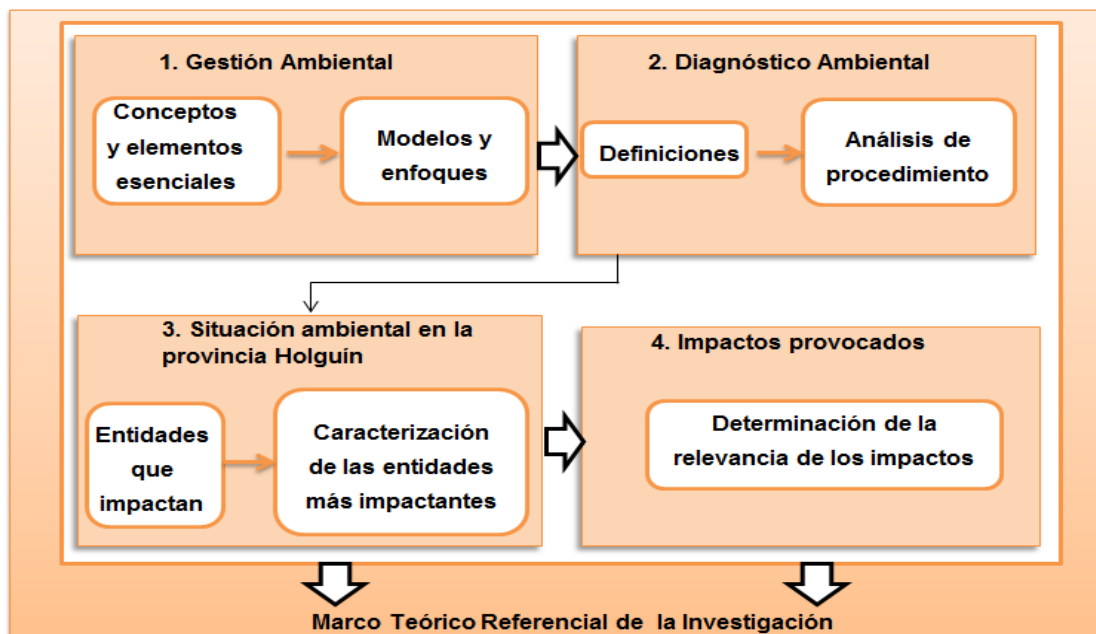 1. Gestión Ambiental
Conceptos
y elementos
esenciales
Modelos y
enfoques
2. Diagnóstico Ambiental
Definiciones
Análisis de
procedimiento
3. Situación ambiental en la
provincia Holguín
Entidades
que
impactan
Caracterización
de las entidades
más impactantes
4. Impactos provocados
Determinación de la
relevancia de los impactos
Marco Teórico Referencial de la Investigación